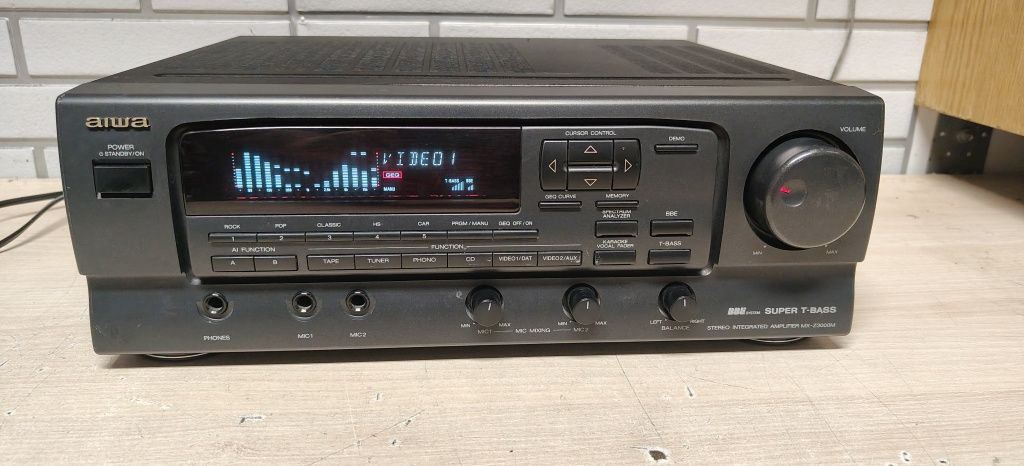 aiwa
POWER
STANDBY/ON
VIDEO1
GEQ
MANU
T-BASS BBE
CURSOR CONTROL
DEMO
GEQ CURVE
MEMORY
SPECTRUM
ANALYZER
BBE
KARAOKE
VOCAL FADER
T-BASS
VOLUME
MIN
MAX
ROCK POP CLASSIC HS CAR PRGM/MANU GEQ OFF/ON
1 2 3 4 5
AI FUNCTION
FUNCTION
A B TAPE TUNER PHONO CD VIDEO1/DAT VIDEO2/AUX
PHONES
MIC1
MIC2
MIN MAX
MIC1
MIC MIXING
MIN MAX
MIC2
LEFT RIGHT
BALANCE
BBE SYSTEM SUPER T-BASS
STEREO INTEGRATED AMPLIFIER MX-Z3000M